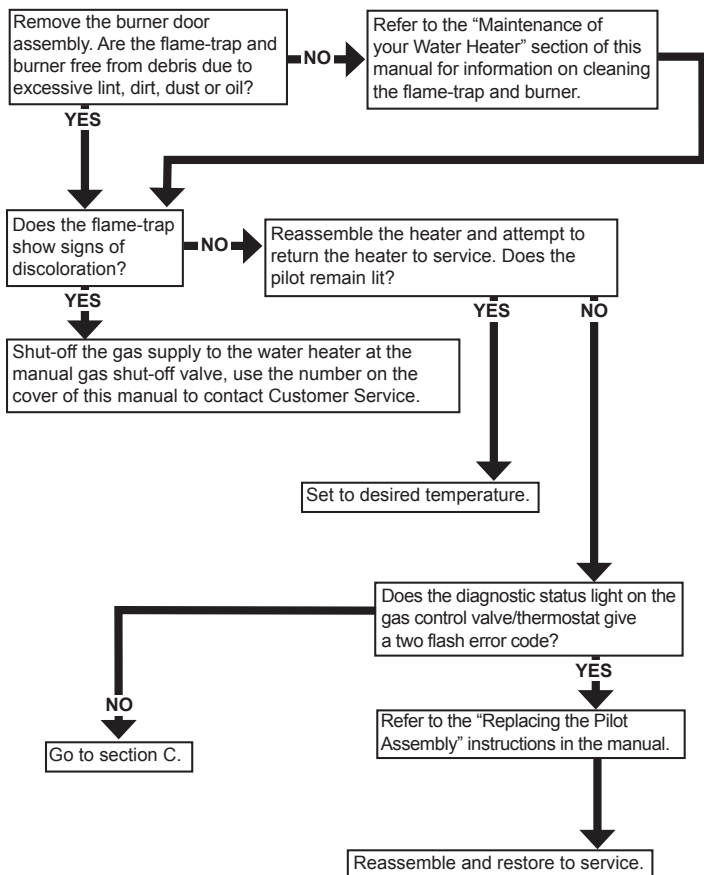 Remove the burner door
assembly. Are the flame-trap and
burner free from debris due to
excessive lint, dirt, dust or oil?
NO
Refer to the “Maintenance of
your Water Heater” section of this
manual for information on cleaning
the flame-trap and burner.
YES
Does the flame-trap
show signs of
discoloration?
NO
Reassemble the heater and attempt to
return the heater to service. Does the
pilot remain lit?
YES
Shut-off the gas supply to the water heater at the
manual gas shut-off valve, use the number on the
cover of this manual to contact Customer Service.
YES
NO
Set to desired temperature.
Does the diagnostic status light on the
gas control valve/thermostat give
a two flash error code?
NO
YES
Go to section C.
Refer to the “Replacing the Pilot
Assembly” instructions in the manual.
Reassemble and restore to service.